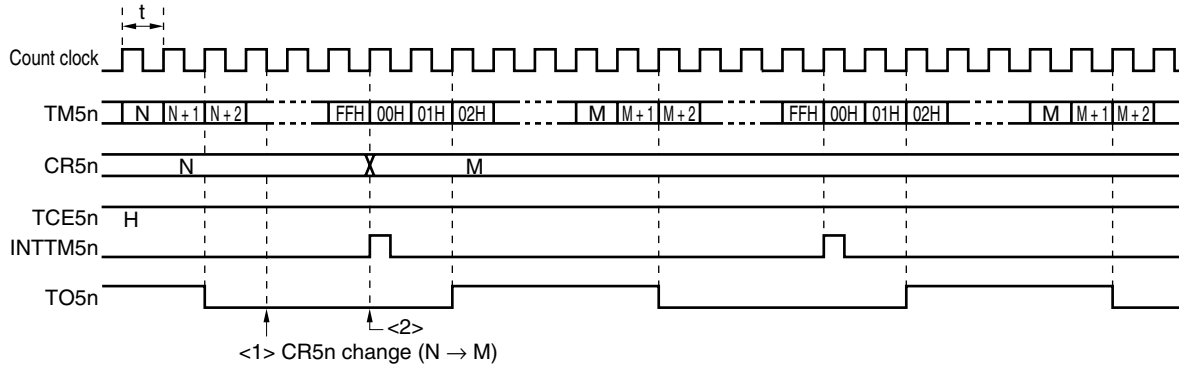 t
Count clock
TM5n N N + 1 N + 2 FFH 00H 01H 02H M M + 1 M + 2 FFH 00H 01H 02H M M + 1 M + 2
CR5n N M
TCE5n H
INTTM5n
TO5n
<2>
<1> CR5n change (N → M)